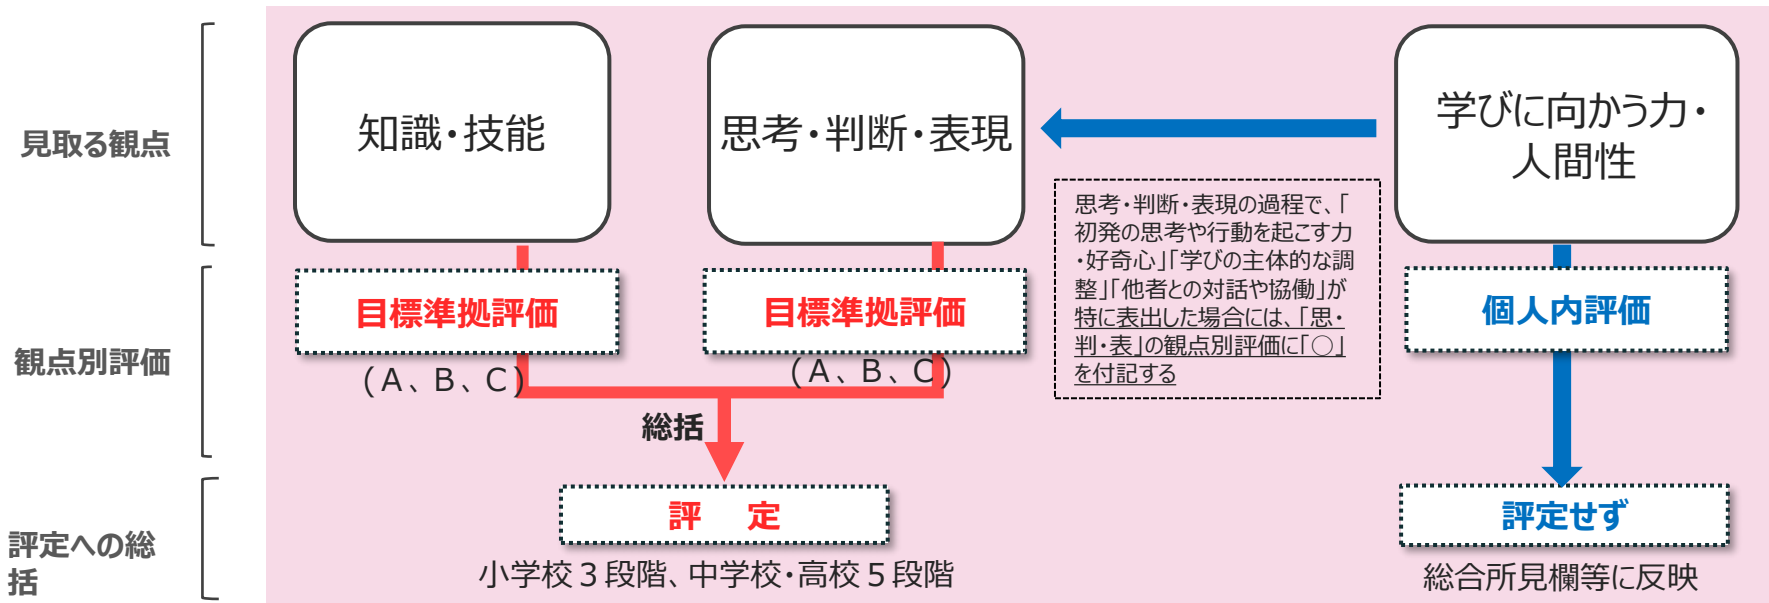 見取る観点
知識・技能
思考・判断・表現
学びに向かう力・
人間性
思考・判断・表現の過程で、「
初発の思考や行動を起こす力
・好奇心」「学びの主体的な調
整」「他者との対話や協働」が
特に表出した場合には、「思・
判・表」の観点別評価に「○」
を付記する
観点別評価
目標準拠評価
(A、B、C)
目標準拠評価
(A、B、C)
個人内評価
総括
評定への総
括
評　定
小学校３段階、中学校・高校５段階
評定せず
総合所見欄等に反映